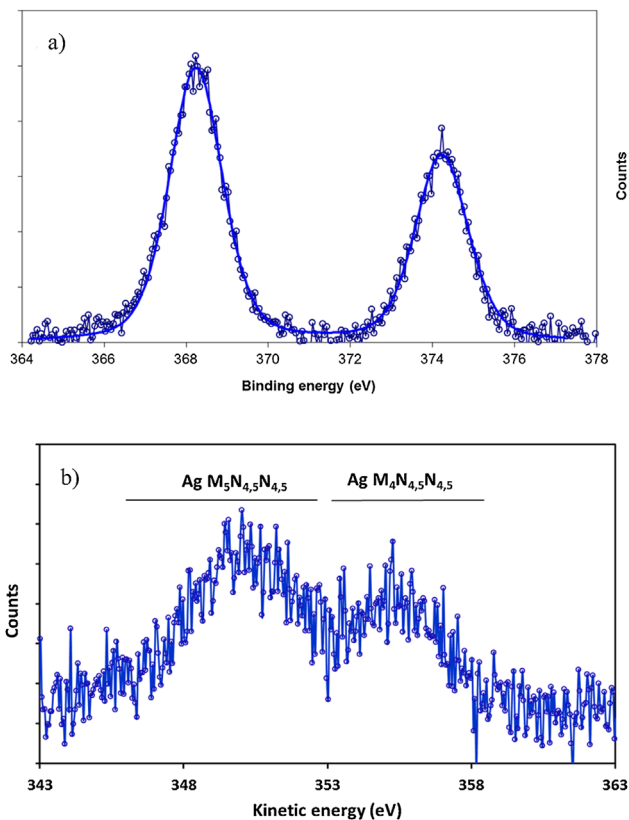 a)
Counts
364 366 368 370 372 374 376 378
Binding energy (eV)
b)
Ag M₅N₄,₅N₄,₅ Ag M₄N₄,₅N₄,₅
Counts
343 348 353 358 363
Kinetic energy (eV)